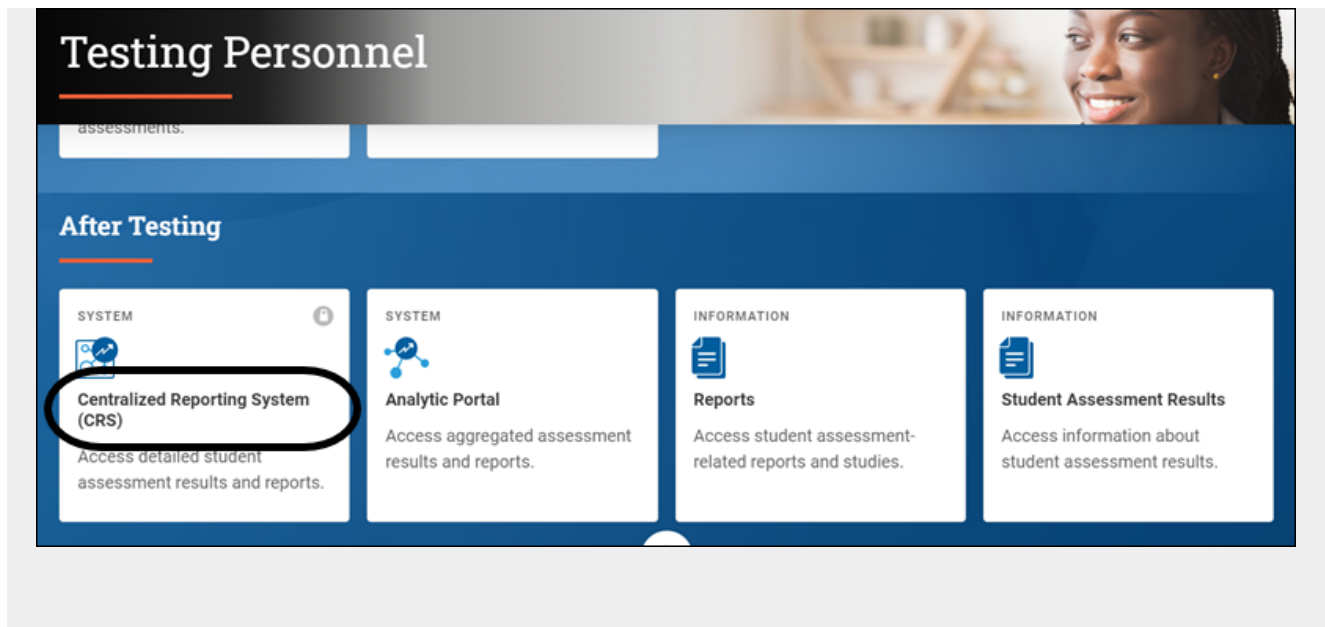 Testing Personnel
assessments.
After Testing
SYSTEM
Centralized Reporting System
(CRS)
Access detailed student
assessment results and reports.
SYSTEM
Analytic Portal
Access aggregated assessment
results and reports.
INFORMATION
Reports
Access student assessment-
related reports and studies.
INFORMATION
Student Assessment Results
Access information about
student assessment results.